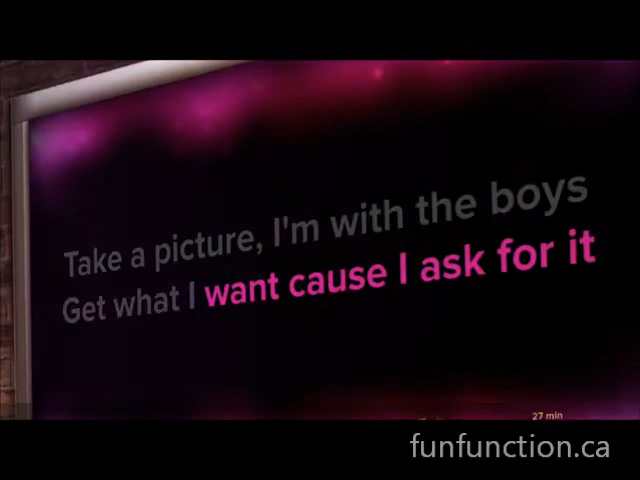 Take a picture, I'm with the boys
Get what I want cause I ask for it
27 min
funfunction.ca